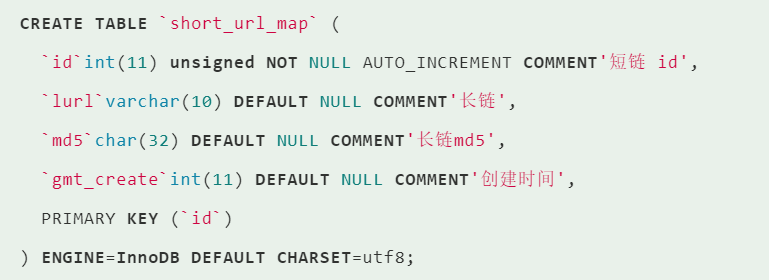 CREATE TABLE `short_url_map` (
`id`int(11) unsigned NOT NULL AUTO_INCREMENT COMMENT'短链 id',
`lurl`varchar(10) DEFAULT NULL COMMENT'长链',
`md5`char(32) DEFAULT NULL COMMENT'长链md5',
`gmt_create`int(11) DEFAULT NULL COMMENT'创建时间',
PRIMARY KEY (`id`)
) ENGINE=InnoDB DEFAULT CHARSET=utf8;